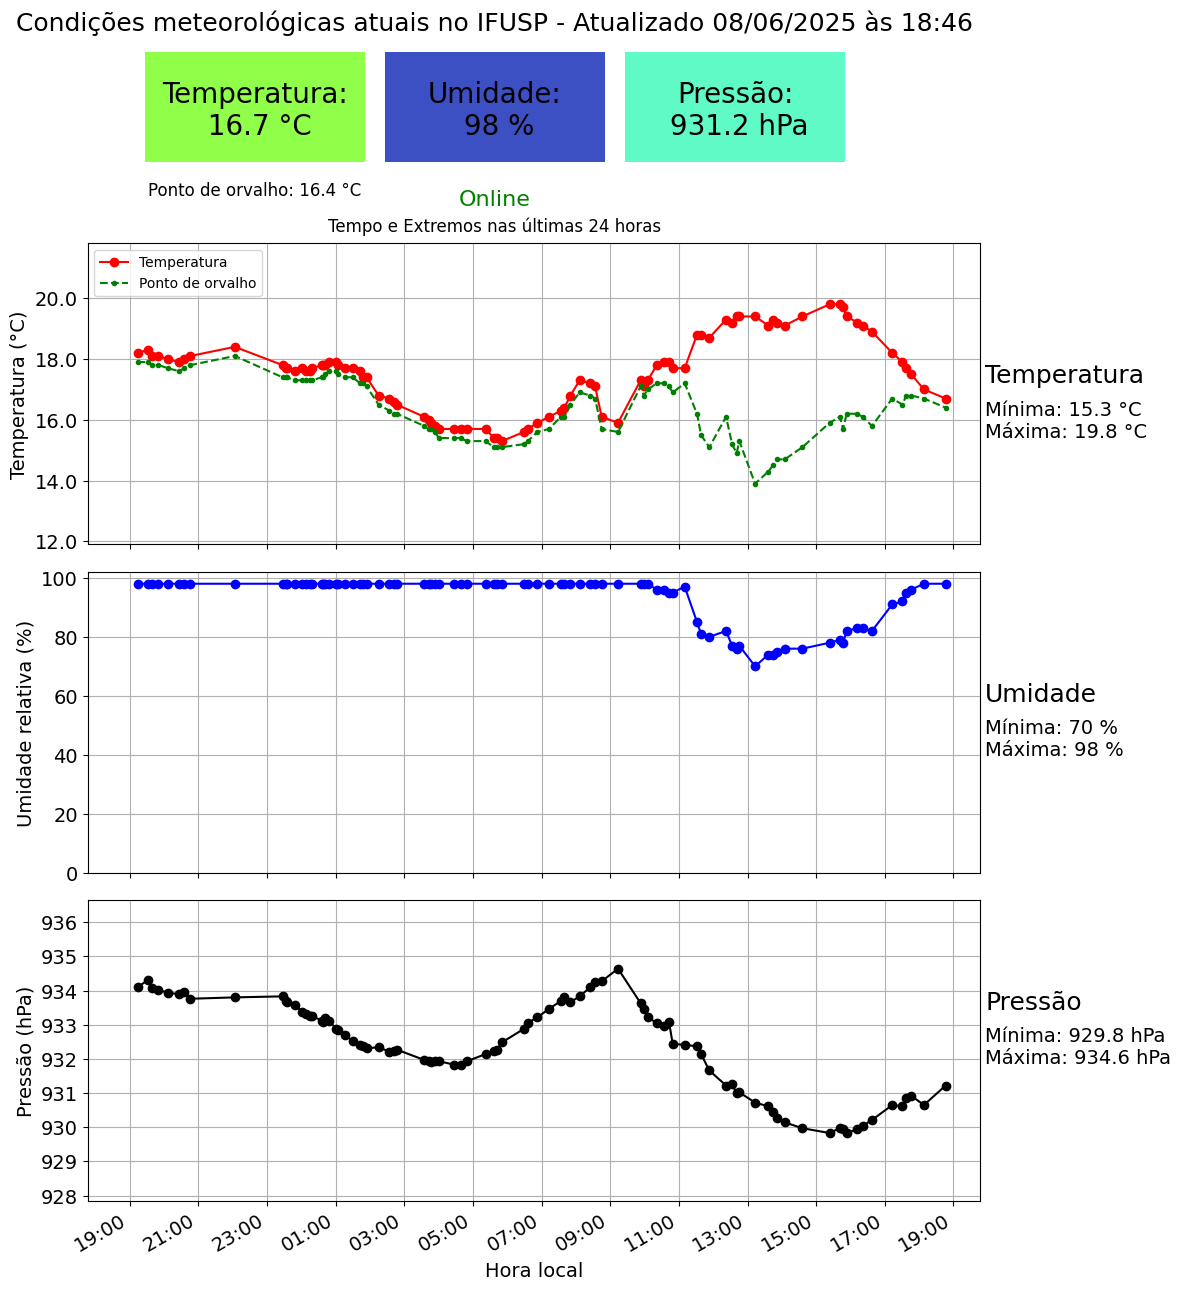 Condições meteorológicas atuais no IFUSP - Atualizado 08/06/2025 às 18:46
Temperatura:
16.7 °C
Umidade:
98 %
Pressão:
931.2 hPa
Ponto de orvalho: 16.4 °C
Online
Tempo e Extremos nas últimas 24 horas
Temperatura
Ponto de orvalho
Temperatura (°C)
20.0
18.0
16.0
14.0
12.0
Temperatura
Mínima: 15.3 °C
Máxima: 19.8 °C
Umidade relativa (%)
100
80
60
40
20
0
Umidade
Mínima: 70 %
Máxima: 98 %
Pressão (hPa)
936
935
934
933
932
931
930
929
928
Pressão
Mínima: 929.8 hPa
Máxima: 934.6 hPa
19:00
21:00
23:00
01:00
03:00
05:00
07:00
09:00
11:00
13:00
15:00
17:00
19:00
Hora local